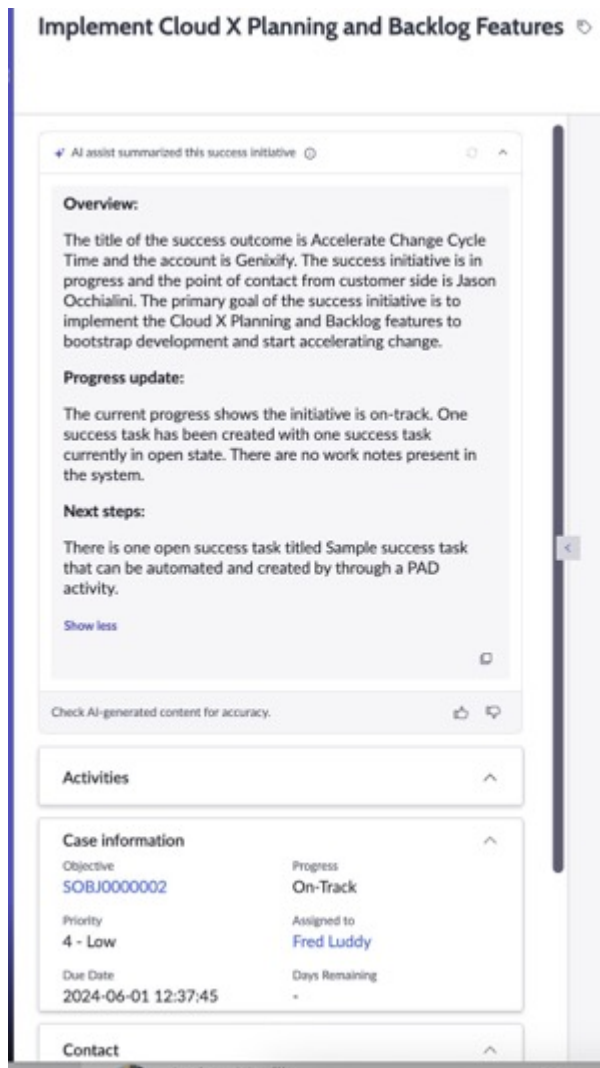 Implement Cloud X Planning and Backlog Features
AI assist summarized this success initiative
Overview:
The title of the success outcome is Accelerate Change Cycle
Time and the account is Genixify. The success initiative is in
progress and the point of contact from customer side is Jason
Occhialini. The primary goal of the success initiative is to
implement the Cloud X Planning and Backlog features to
bootstrap development and start accelerating change.
Progress update:
The current progress shows the initiative is on-track. One
success task has been created with one success task
currently in open state. There are no work notes present in
the system.
Next steps:
There is one open success task titled Sample success task
that can be automated and created by through a PAD
activity.
Show less
Check AI-generated content for accuracy.
Activities
Case information
Objective Progress
SOBJ0000002 On-Track
Priority Assigned to
4 - Low Fred Luddy
Due Date Days Remaining
2024-06-01 12:37:45 -
Contact